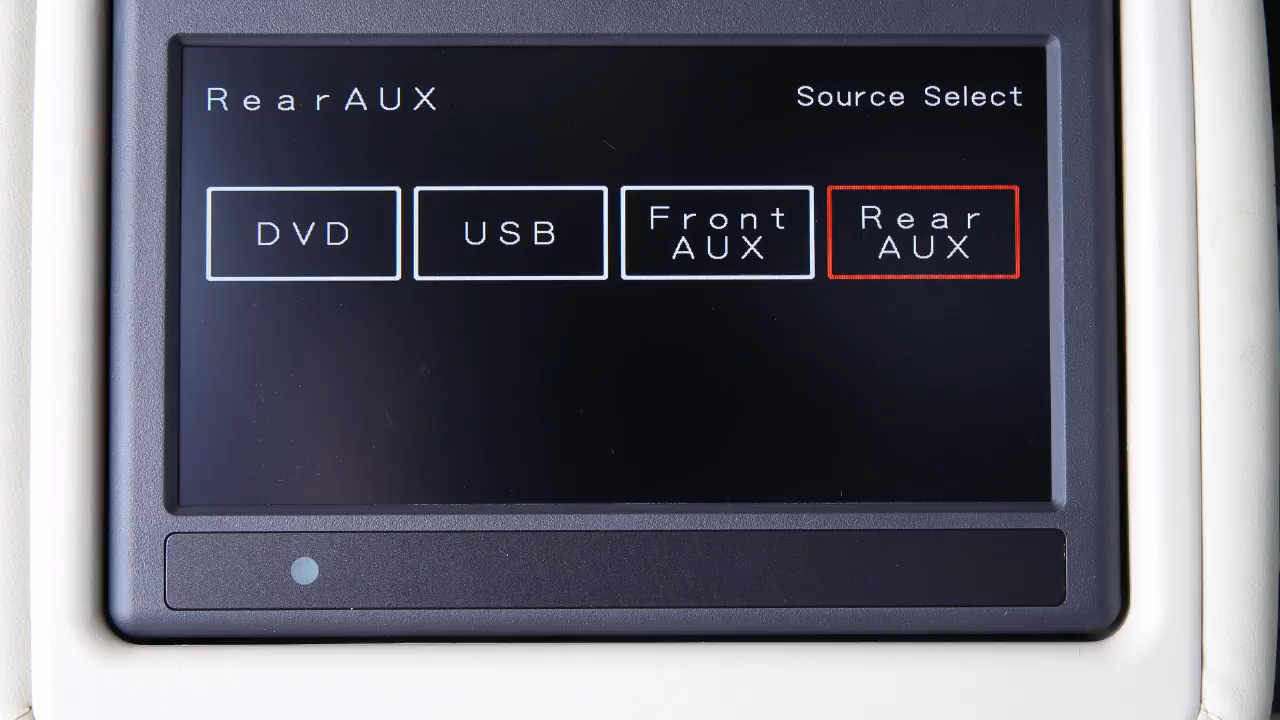 RearAUX
Source Select
DVD
USB
Front
AUX
Rear
AUX